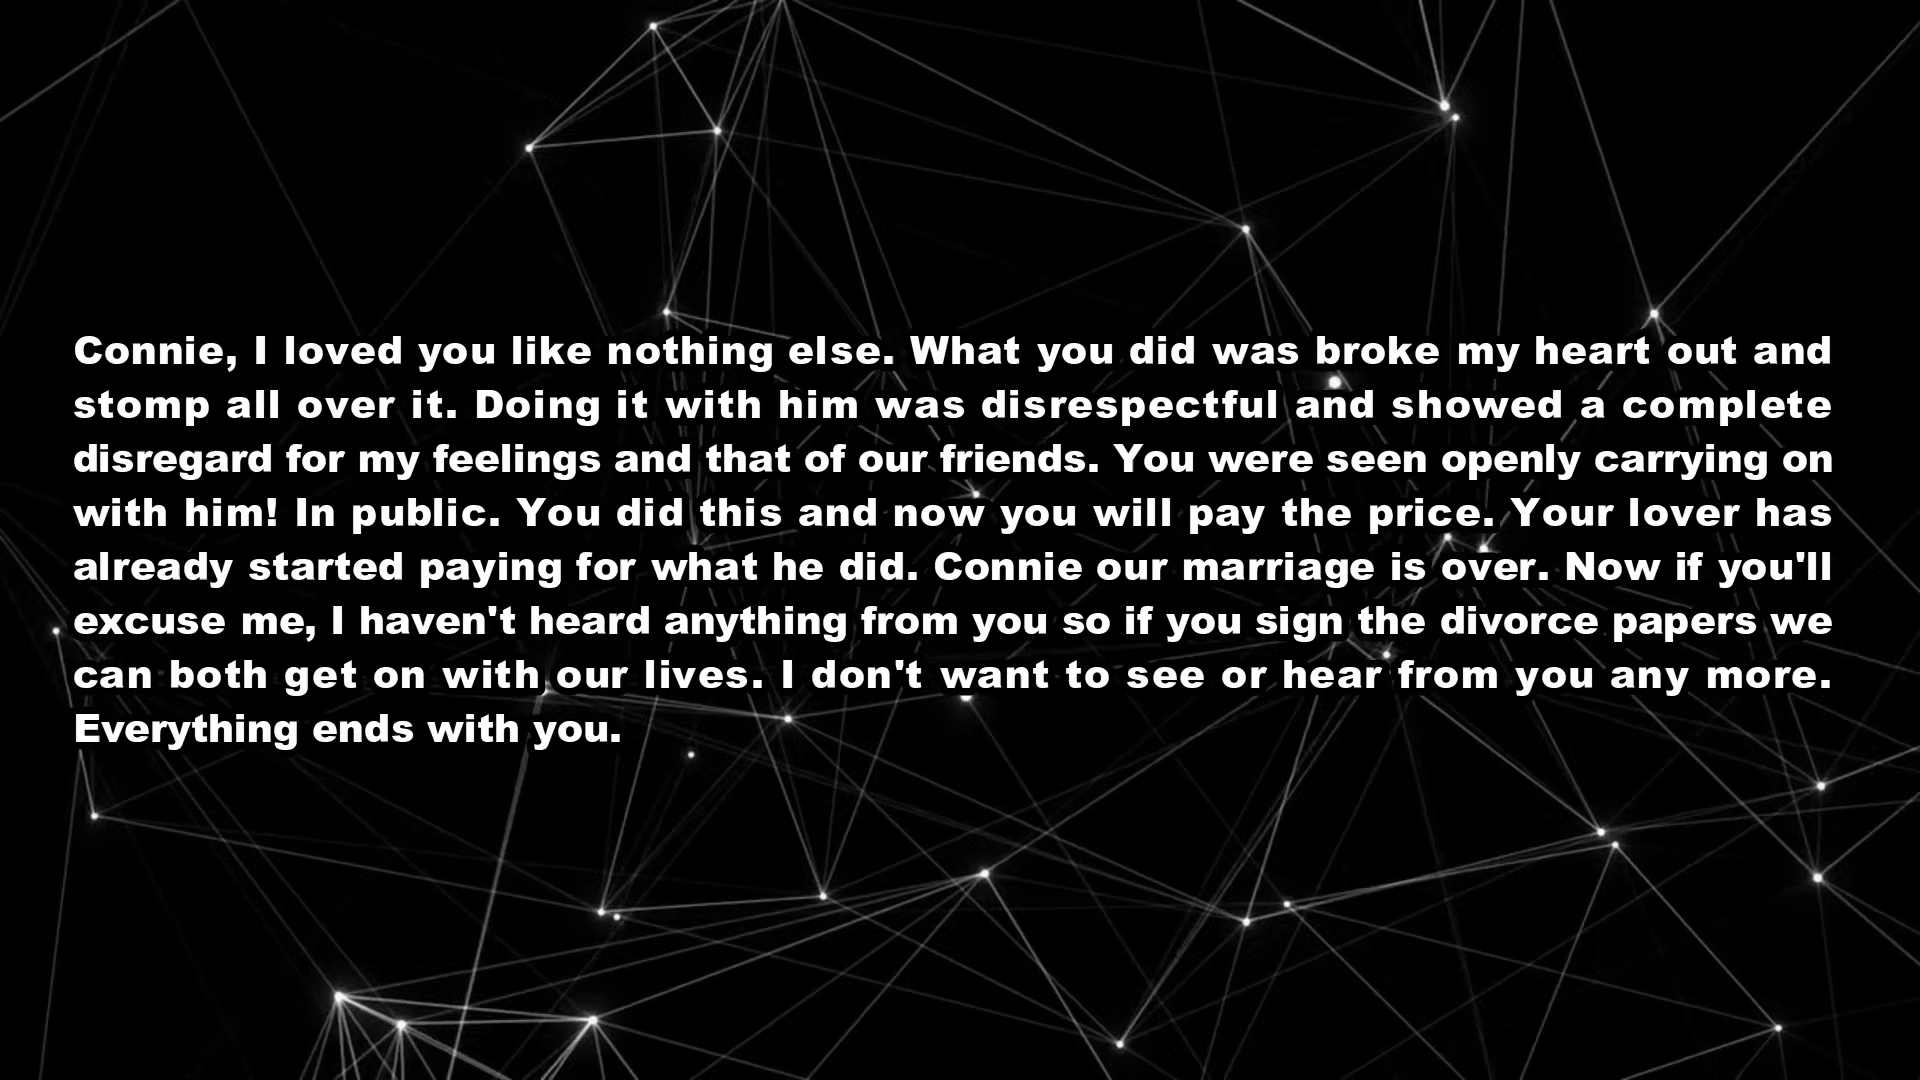 Connie, I loved you like nothing else. What you did was broke my heart out and
stomp all over it. Doing it with him was disrespectful and showed a complete
disregard for my feelings and that of our friends. You were seen openly carrying on
with him! In public. You did this and now you will pay the price. Your lover has
already started paying for what he did. Connie our marriage is over. Now if you'll
excuse me, I haven't heard anything from you so if you sign the divorce papers we
can both get on with our lives. I don't want to see or hear from you any more.
Everything ends with you.